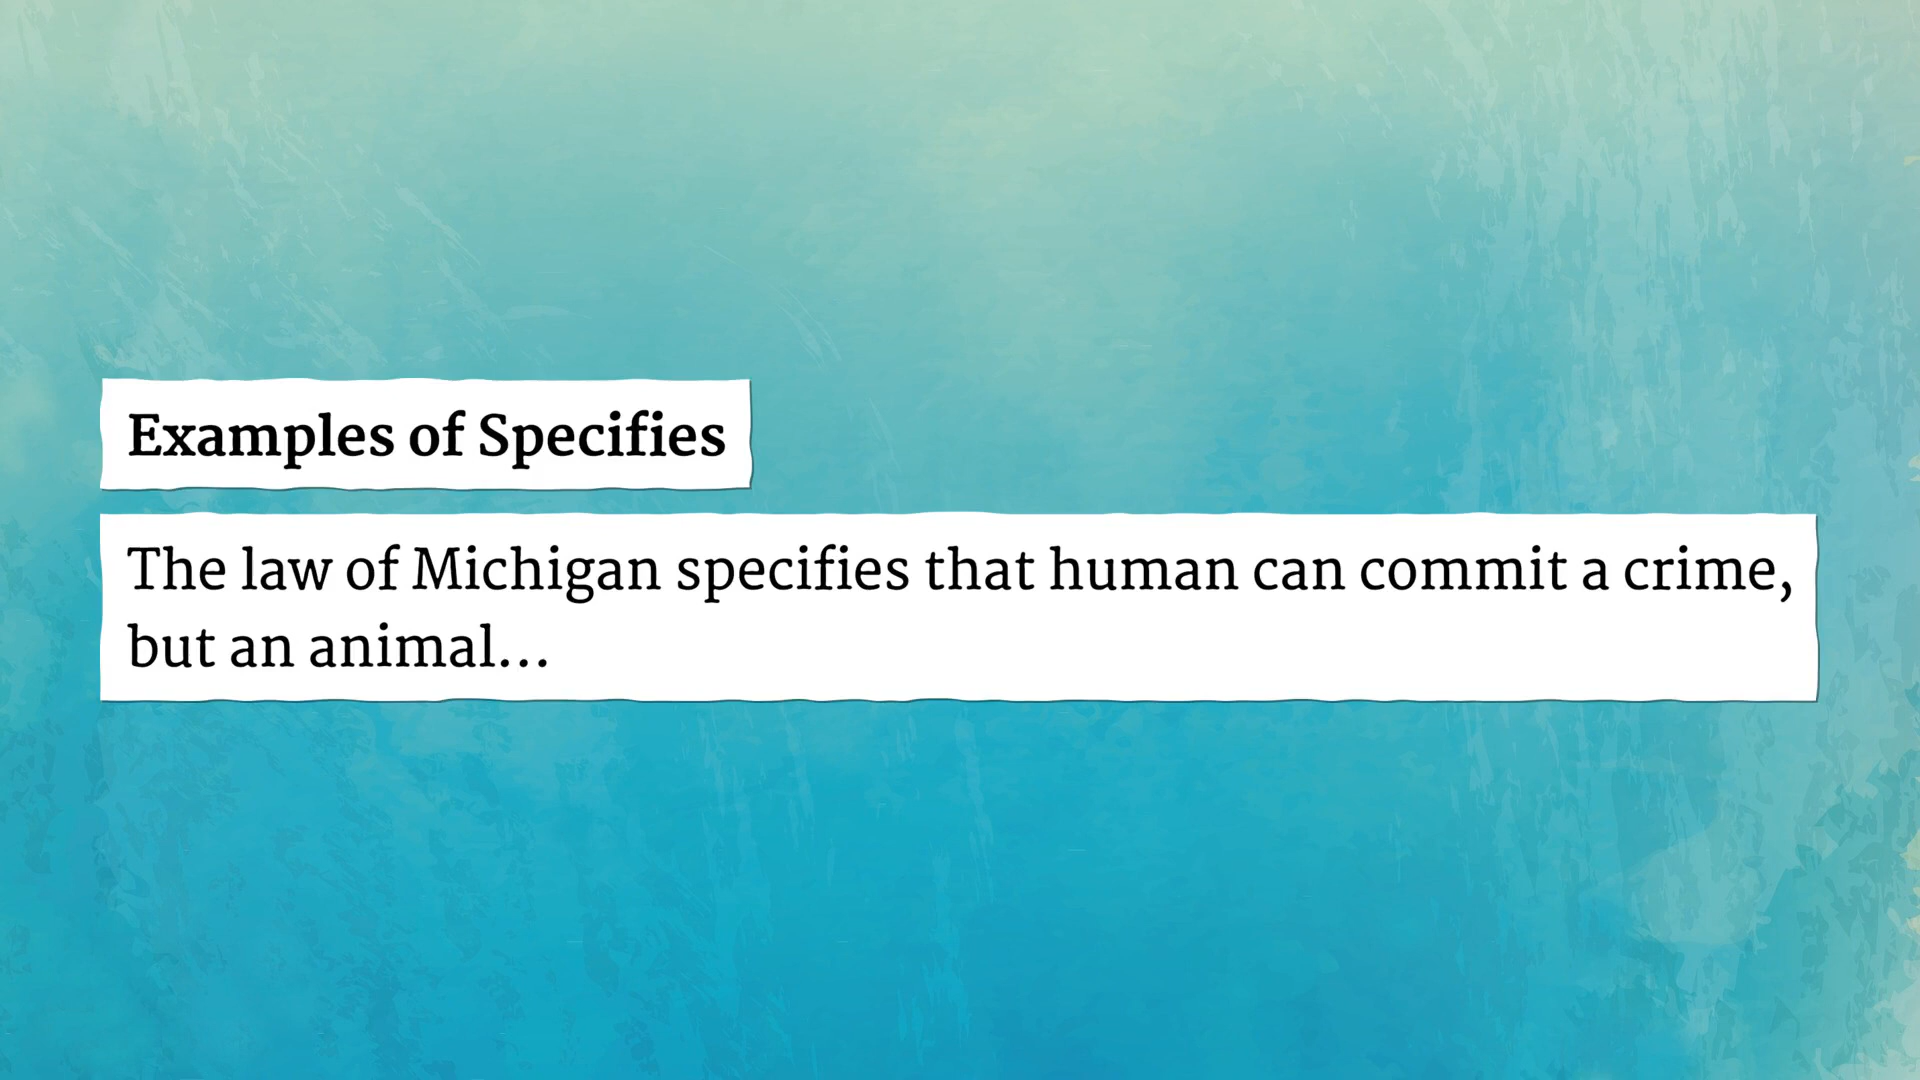 Examples of Specifies
The law of Michigan specifies that human can commit a crime,
but an animal...